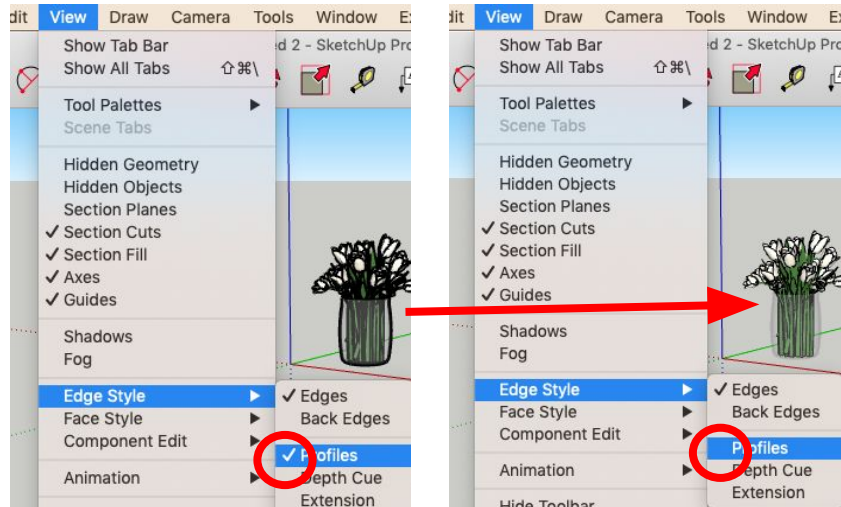 dit View Draw Camera Tools Window E
ed 2 - SketchUp Pro
Show Tab Bar
Show All Tabs ⇧⌘\
Tool Palettes ▶
Scene Tabs
Hidden Geometry
Hidden Objects
Section Planes
✓ Section Cuts
✓ Section Fill
✓ Axes
✓ Guides
Shadows
Fog
Edge Style ▶
Face Style ▶
Component Edit ▶
Animation ▶
✓ Edges
Back Edges
✓ Profiles
Depth Cue
Extension
dit View Draw Camera Tools Window E
ed 2 - SketchUp Pro
Show Tab Bar
Show All Tabs ⇧⌘\
Tool Palettes ▶
Scene Tabs
Hidden Geometry
Hidden Objects
Section Planes
✓ Section Cuts
✓ Section Fill
✓ Axes
✓ Guides
Shadows
Fog
Edge Style ▶
Face Style ▶
Component Edit ▶
Animation ▶
Hide Toolbar
✓ Edges
Back Edges
Profiles
Depth Cue
Extension